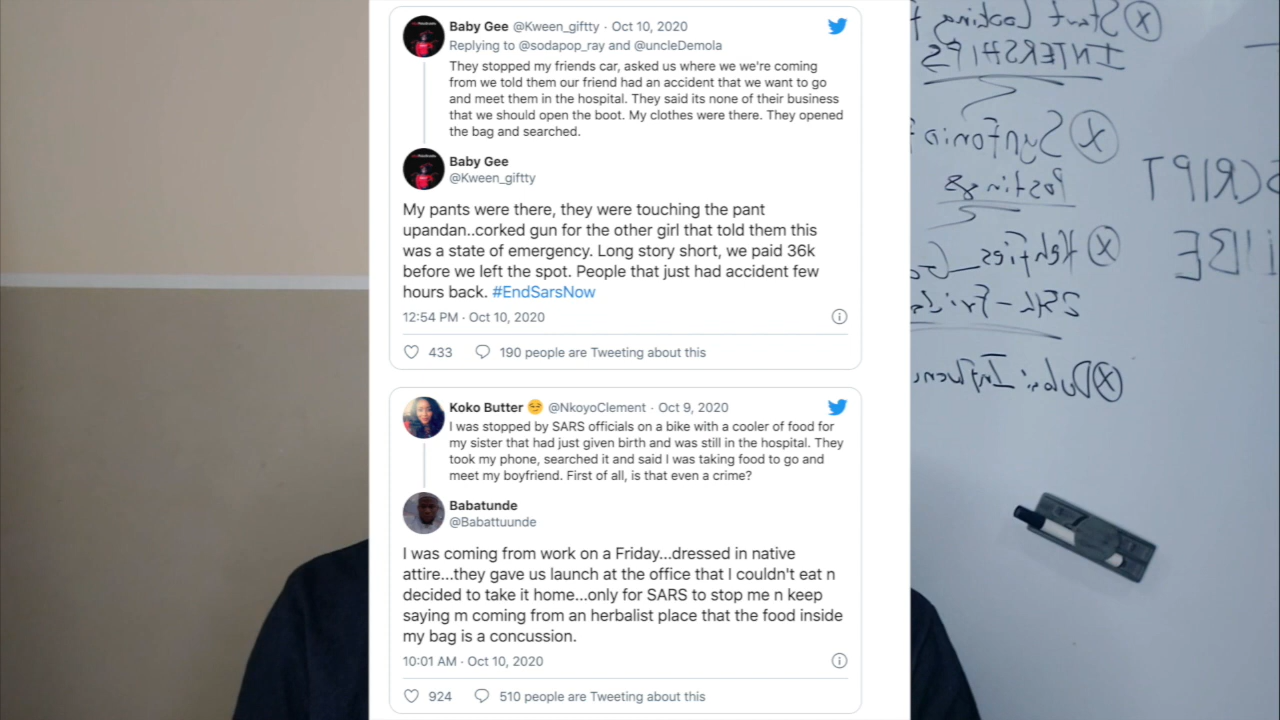 Baby Gee @Kween_giftty · Oct 10, 2020
Replying to @sodapop_ray and @uncleDemola
They stopped my friends car, asked us where we we're coming
from we told them our friend had an accident that we want to go
and meet them in the hospital. They said its none of their business
that we should open the boot. My clothes were there. They opened
the bag and searched.
Baby Gee
@Kween_giftty
My pants were there, they were touching the pant
upandan..corked gun for the other girl that told them this
was a state of emergency. Long story short, we paid 36k
before we left the spot. People that just had accident few
hours back. #EndSarsNow
12:54 PM · Oct 10, 2020
433 190 people are Tweeting about this
Koko Butter 😏 @NkoyoClement · Oct 9, 2020
I was stopped by SARS officials on a bike with a cooler of food for
my sister that had just given birth and was still in the hospital. They
took my phone, searched it and said I was taking food to go and
meet my boyfriend. First of all, is that even a crime?
Babatunde
@Babattuunde
I was coming from work on a Friday...dressed in native
attire...they gave us launch at the office that I couldn't eat n
decided to take it home...only for SARS to stop me n keep
saying m coming from an herbalist place that the food inside
my bag is a concussion.
10:01 AM · Oct 10, 2020
924 510 people are Tweeting about this
Start Looking
INTERSHIPS
Postings
SCRIPT
Dubai